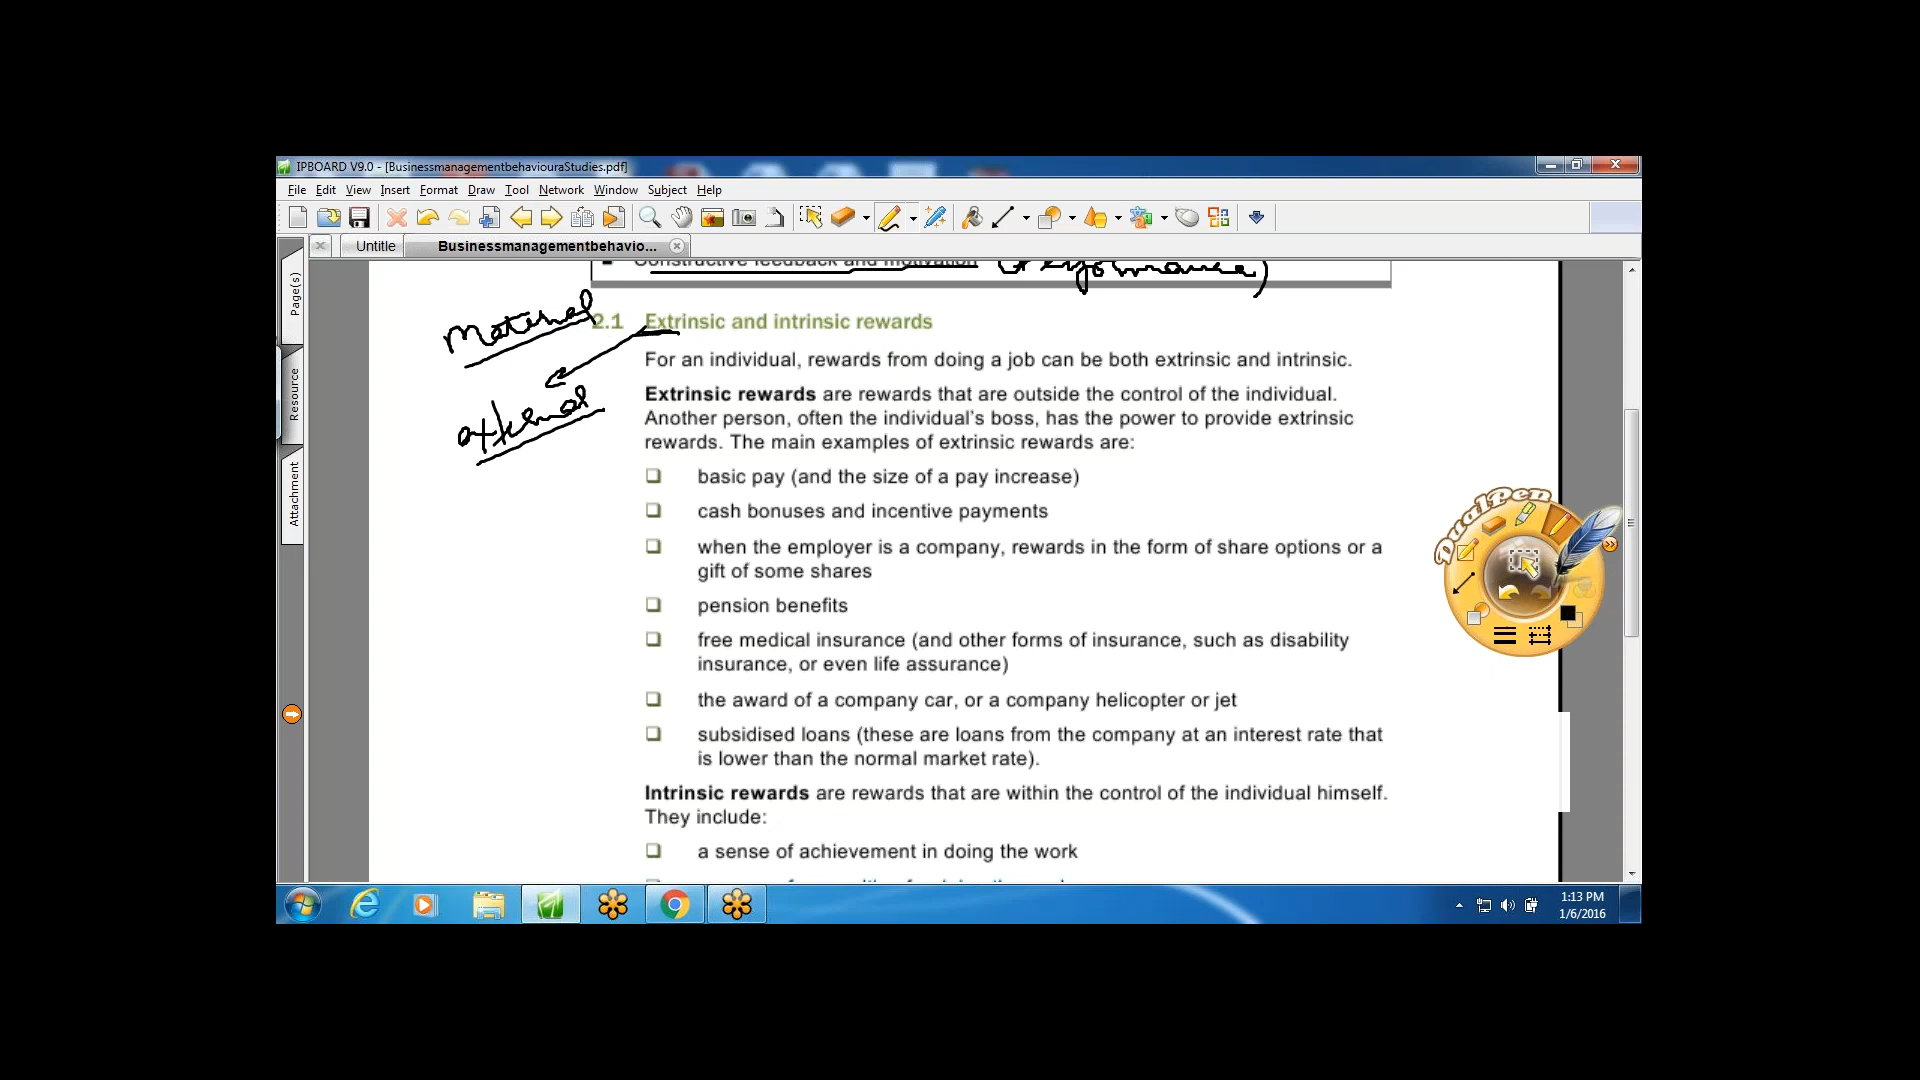 IPBOARD V9.0 - [BusinessmanagementbehaviouraStudies.pdf]
File Edit View Insert Format Draw Tool Network Window Subject Help
Untitle Businessmanagementbehavio...
Page(s)
Resource
Attachment
Constructive feedback and motivation (Performance)
Material
2.1 Extrinsic and intrinsic rewards
For an individual, rewards from doing a job can be both extrinsic and intrinsic.
external
Extrinsic rewards are rewards that are outside the control of the individual.
Another person, often the individual's boss, has the power to provide extrinsic
rewards. The main examples of extrinsic rewards are:
❑ basic pay (and the size of a pay increase)
❑ cash bonuses and incentive payments
❑ when the employer is a company, rewards in the form of share options or a
gift of some shares
❑ pension benefits
❑ free medical insurance (and other forms of insurance, such as disability
insurance, or even life assurance)
❑ the award of a company car, or a company helicopter or jet
❑ subsidised loans (these are loans from the company at an interest rate that
is lower than the normal market rate).
Intrinsic rewards are rewards that are within the control of the individual himself.
They include:
❑ a sense of achievement in doing the work
DualPen
1:13 PM
1/6/2016